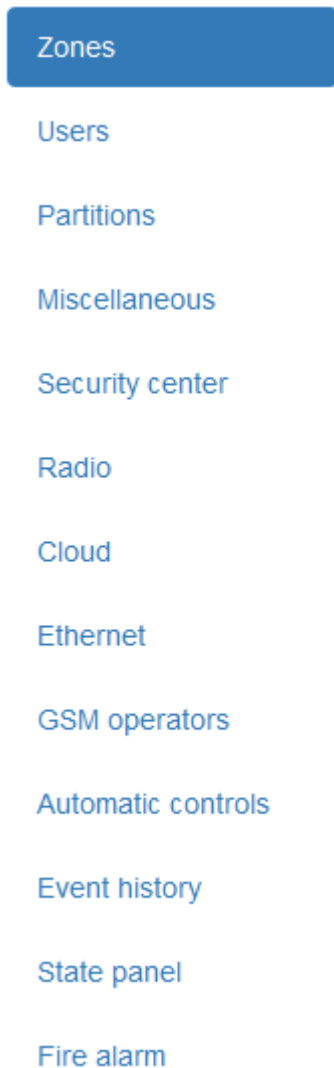 Zones
Users
Partitions
Miscellaneous
Security center
Radio
Cloud
Ethernet
GSM operators
Automatic controls
Event history
State panel
Fire alarm